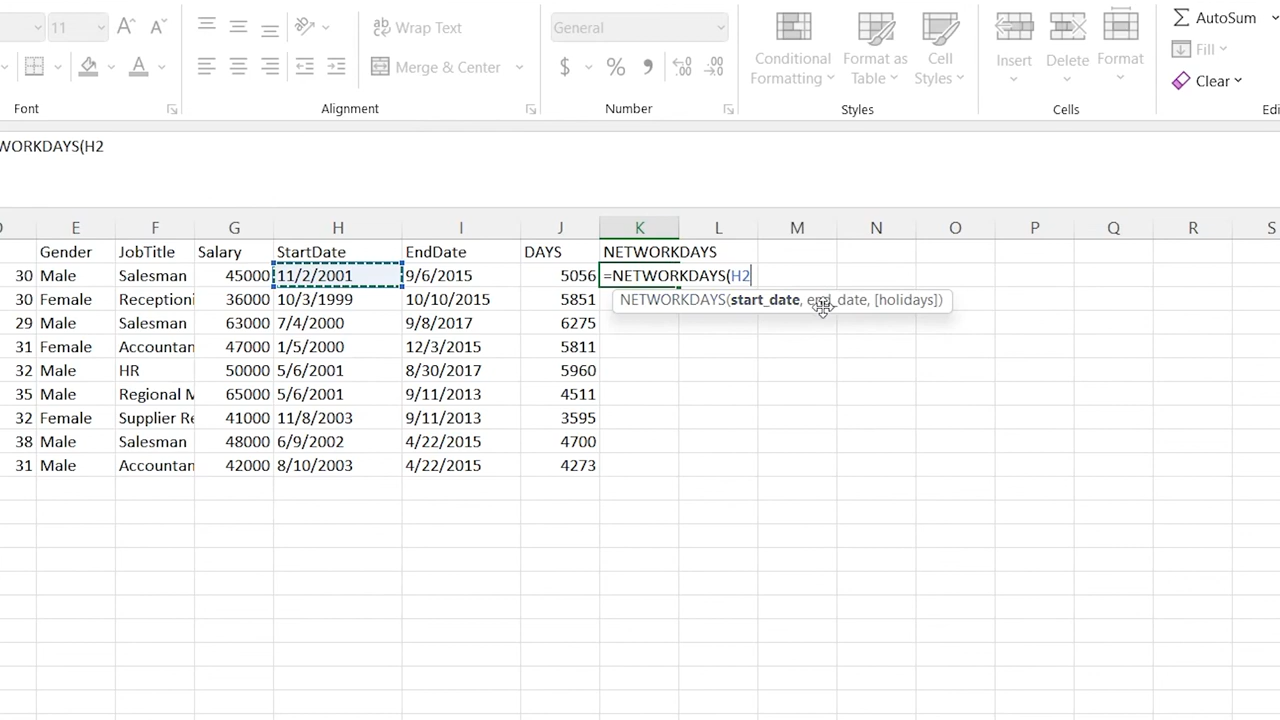 11 A^ Aˇ Wrap Text General AutoSum
Merge & Center $ % Conditional Formatting Format as Table Cell Styles Insert Delete Format Fill
Clear
Font Alignment Number Styles Cells Edi
WORKDAYS(H2
E F G H I J K L M N O P Q R S
Gender JobTitle Salary StartDate EndDate DAYS NETWORKDAYS
30 Male Salesman 45000 11/2/2001 9/6/2015 5056 =NETWORKDAYS(H2
30 Female Receptioni 36000 10/3/1999 10/10/2015 5851 NETWORKDAYS(start_date, end_date, [holidays])
29 Male Salesman 63000 7/4/2000 9/8/2017 6275
31 Female Accountan 47000 1/5/2000 12/3/2015 5811
32 Male HR 50000 5/6/2001 8/30/2017 5960
35 Male Regional M 65000 5/6/2001 9/11/2013 4511
32 Female Supplier Re 41000 11/8/2003 9/11/2013 3595
38 Male Salesman 48000 6/9/2002 4/22/2015 4700
31 Male Accountan 42000 8/10/2003 4/22/2015 4273